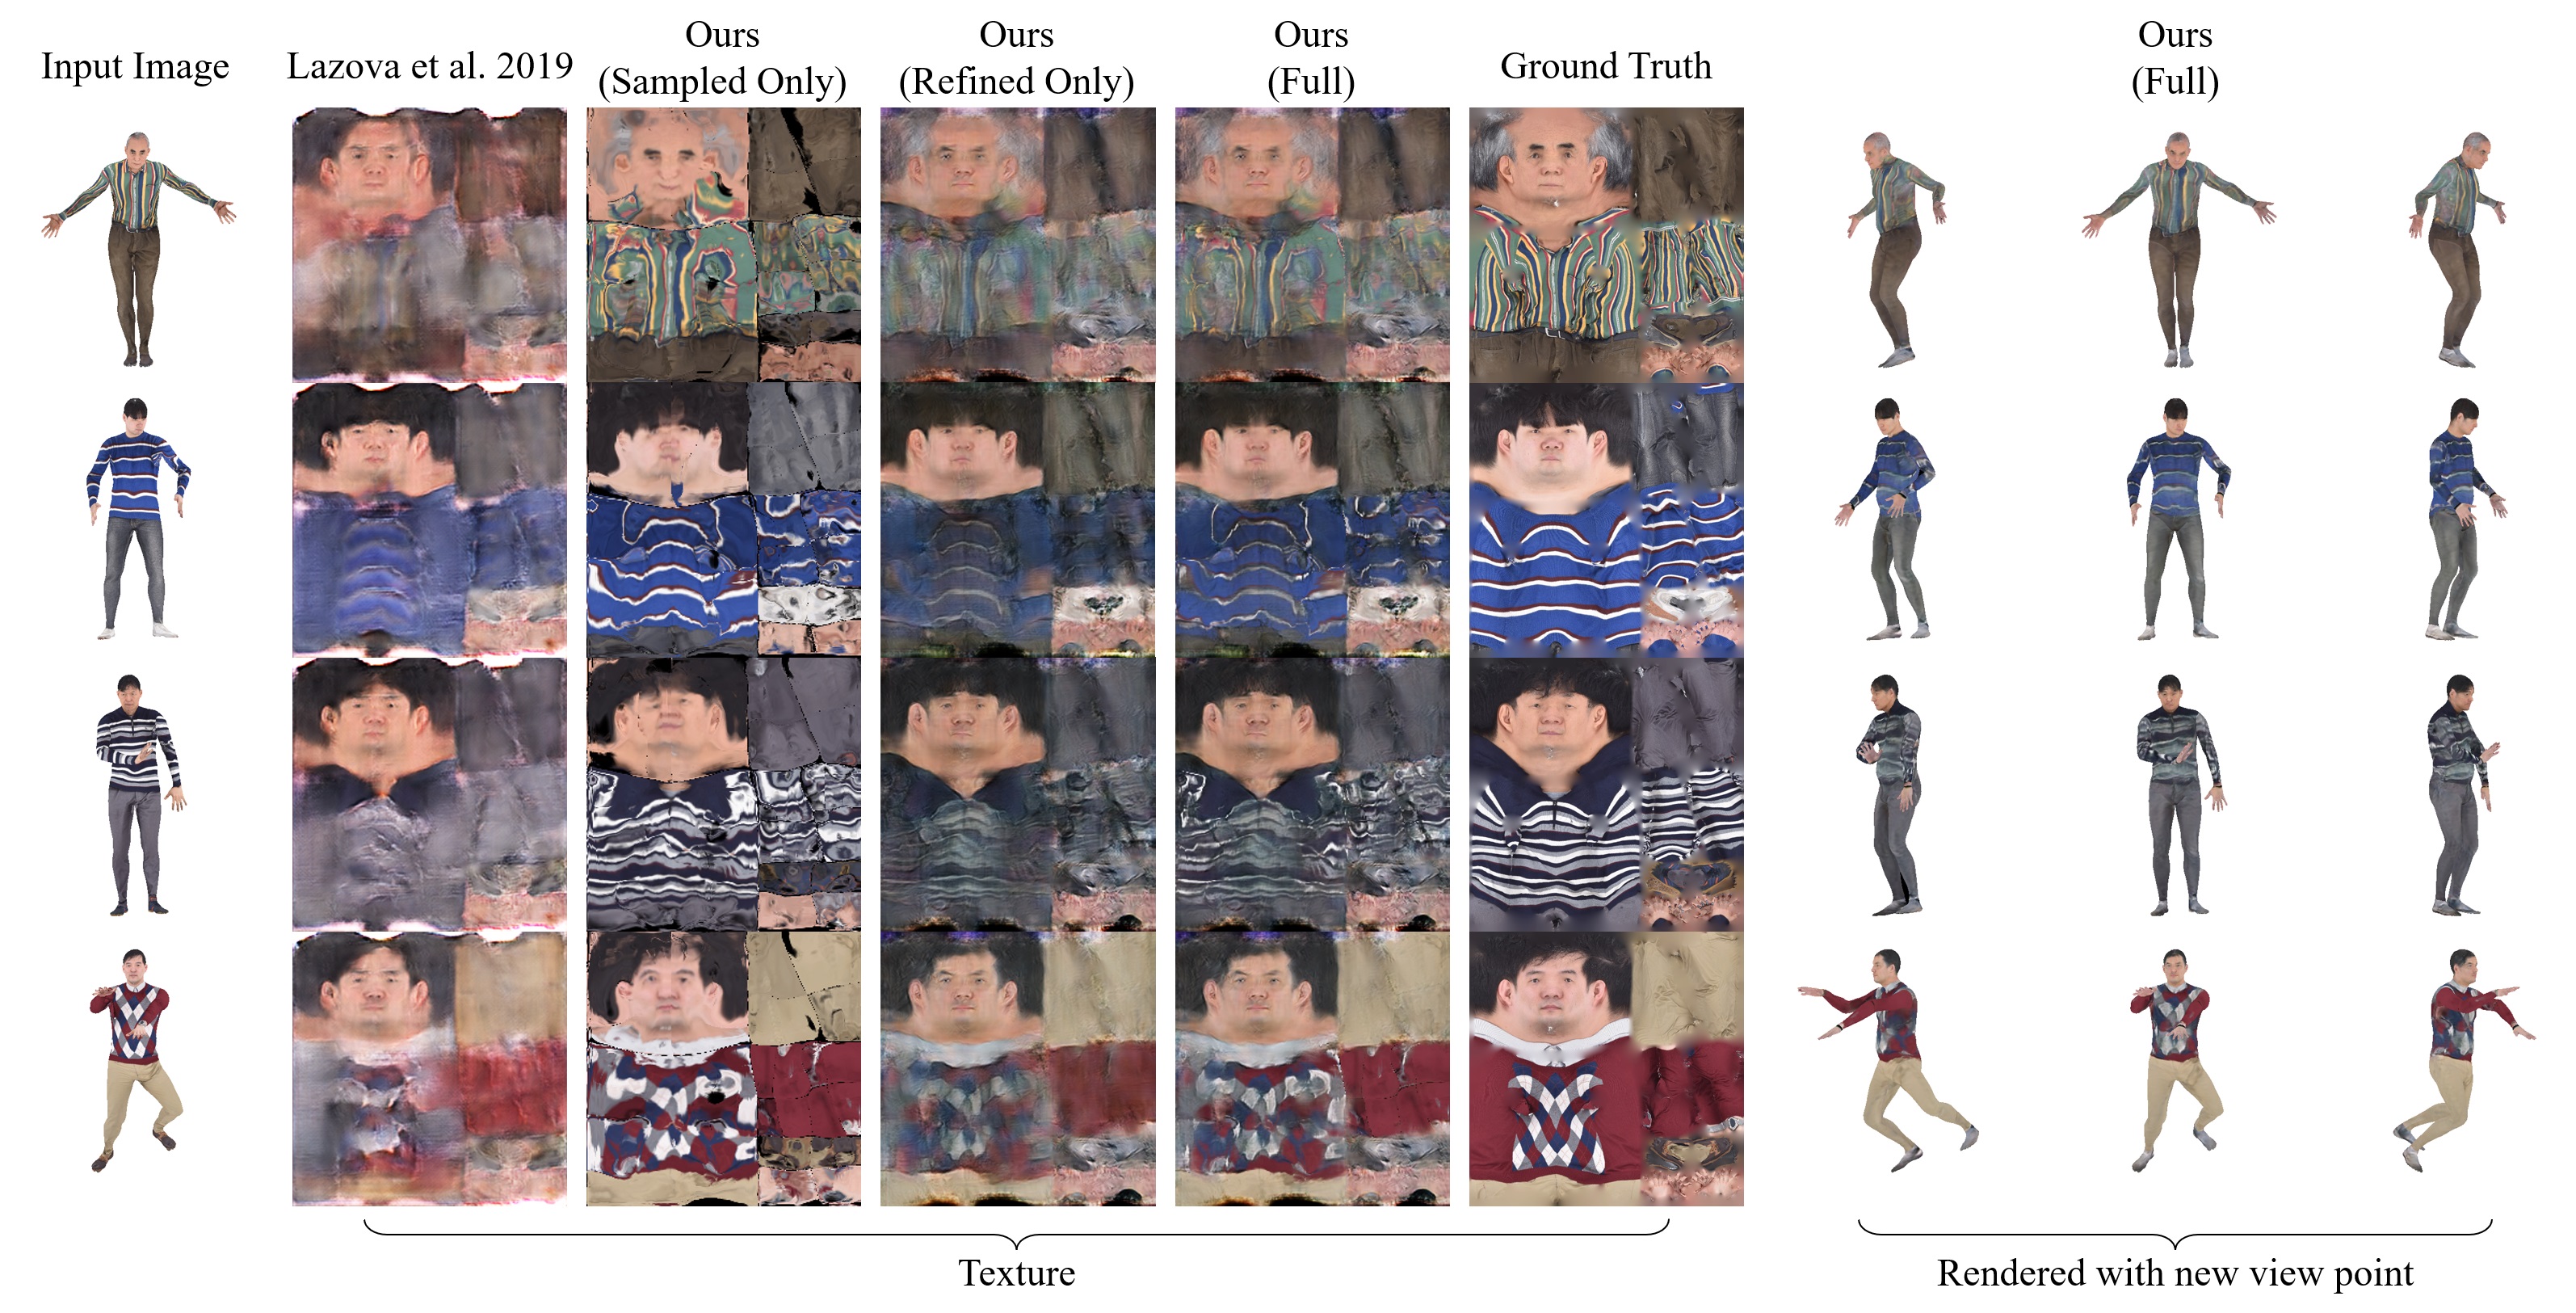 Input Image
Lazova et al. 2019
Ours
(Sampled Only)
Ours
(Refined Only)
Ours
(Full)
Ground Truth
Ours
(Full)
Texture
Rendered with new view point